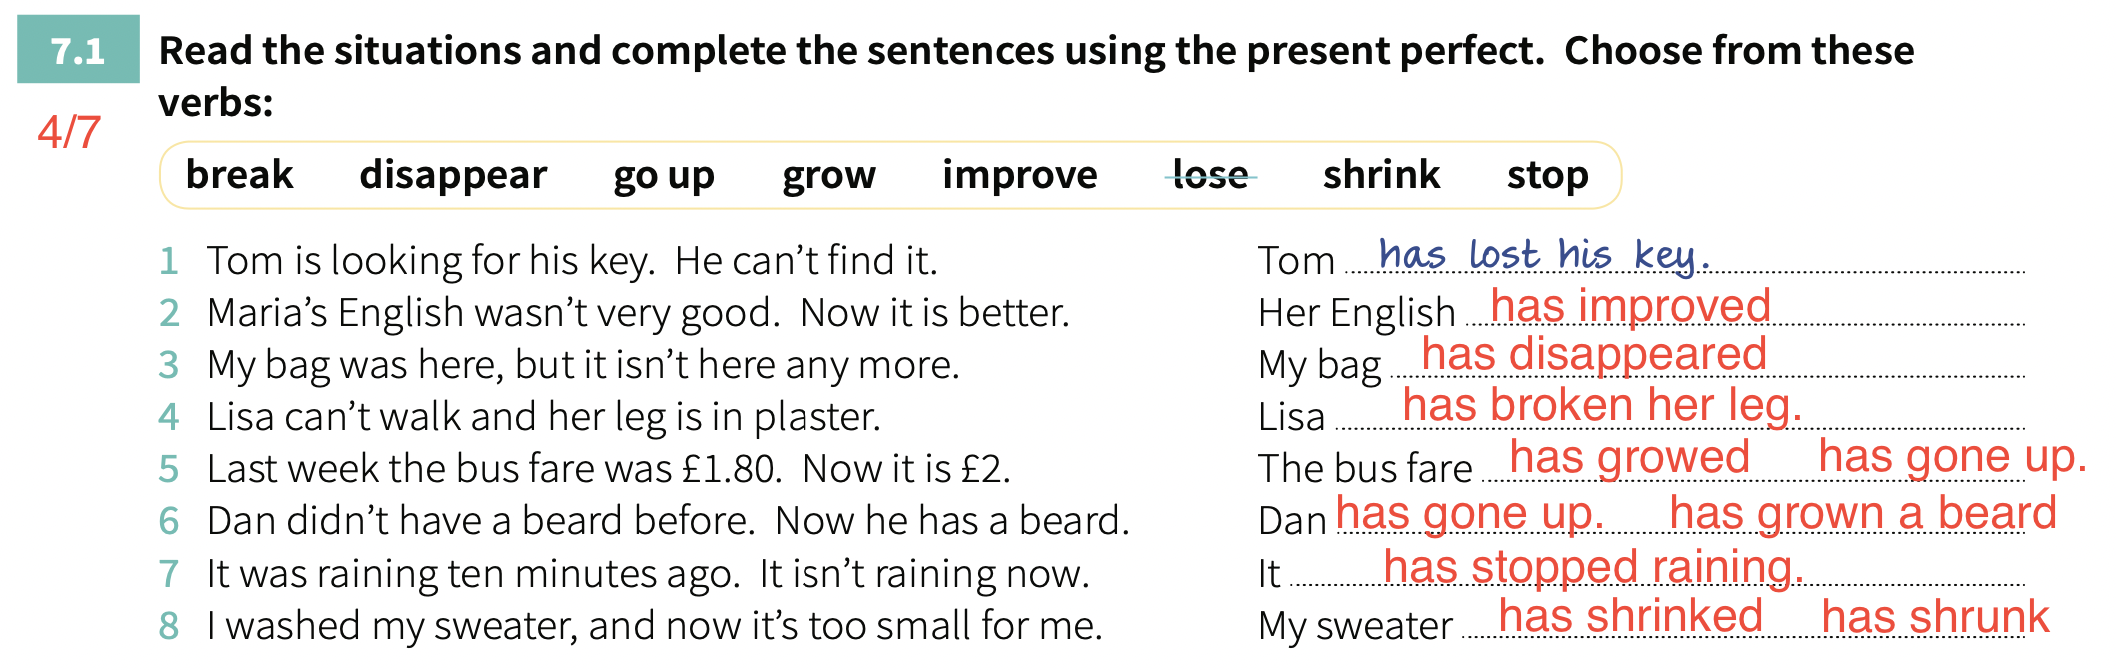 7.1 Read the situations and complete the sentences using the present perfect. Choose from these
verbs:
4/7
break disappear go up grow improve lose shrink stop
1 Tom is looking for his key. He can't find it. Tom has lost his key.
2 Maria's English wasn't very good. Now it is better. Her English has improved
3 My bag was here, but it isn't here any more. My bag has disappeared
4 Lisa can't walk and her leg is in plaster. Lisa has broken her leg.
5 Last week the bus fare was £1.80. Now it is £2. The bus fare has growed has gone up.
6 Dan didn't have a beard before. Now he has a beard. Dan has gone up. has grown a beard
7 It was raining ten minutes ago. It isn't raining now. It has stopped raining.
8 I washed my sweater, and now it's too small for me. My sweater has shrinked has shrunk